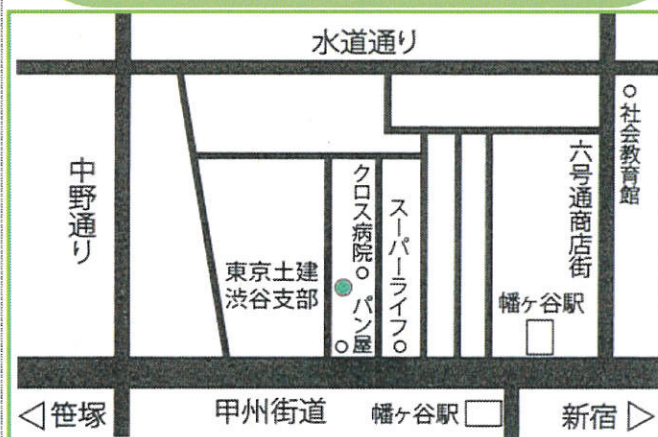 水道通り
中野通り
社会教育館
六号通商店街
クロス病院
スーパーライフ
東京土建
渋谷支部
パン屋
幡ヶ谷駅
笹塚
甲州街道
幡ヶ谷駅
新宿